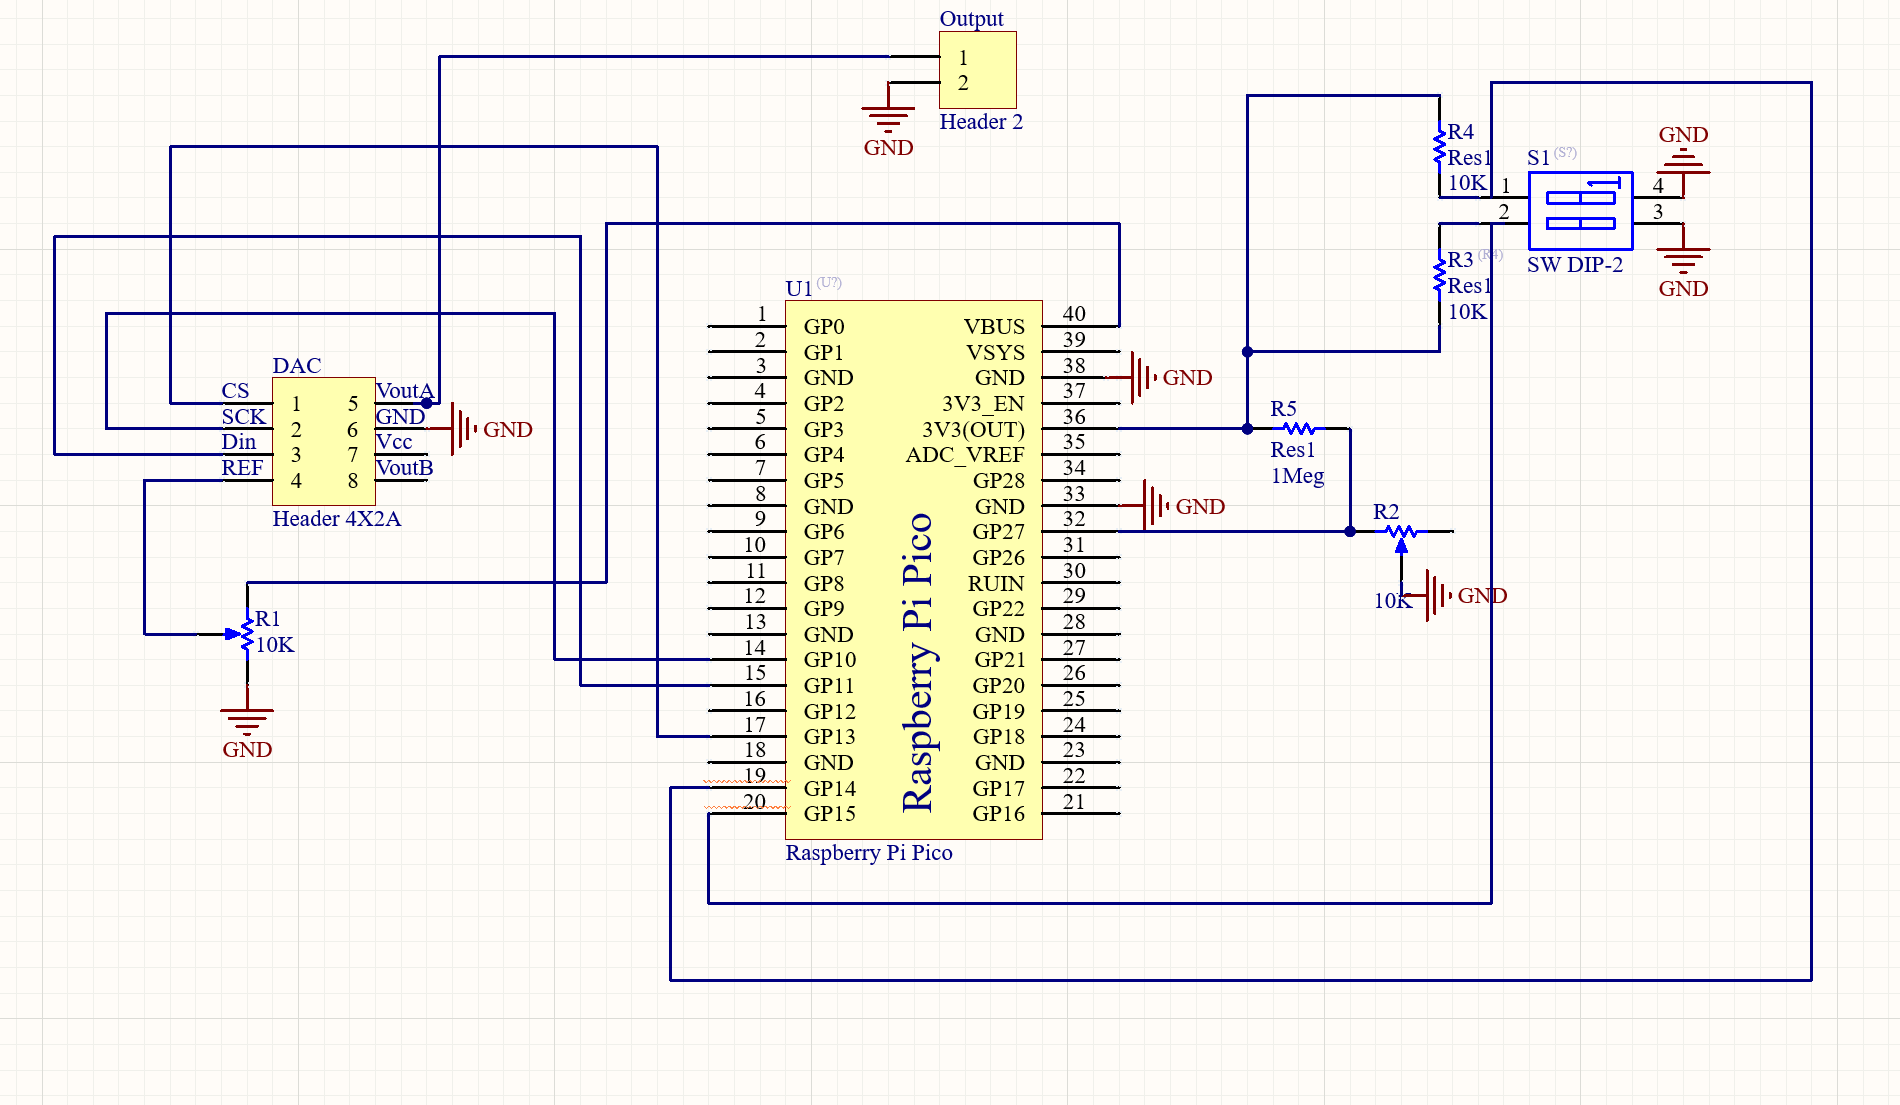 Output
1
2
GND
Header 2
R4
Res1
10K
S1 (S?)
GND
1
2
4
3
SW DIP-2
GND
R3 (R4)
Res1
10K
DAC
CS
SCK
Din
REF
1 5
2 6
3 7
4 8
VoutA
GND
Vcc
VoutB
GND
Header 4X2A
R1
10K
GND
U1 (U?)
1 GP0 VBUS 40
2 GP1 VSYS 39
3 GND GND 38
4 GP2 3V3_EN 37
5 GP3 3V3(OUT) 36
6 GP4 ADC_VREF 35
7 GP5 GP28 34
8 GND GND 33
9 GP6 GP27 32
10 GP7 GP26 31
11 GP8 RUIN 30
12 GP9 GP22 29
13 GND GND 28
14 GP10 GP21 27
15 GP11 GP20 26
16 GP12 GP19 25
17 GP13 GP18 24
18 GND GND 23
19 GP14 GP17 22
20 GP15 GP16 21
Raspberry Pi Pico
Raspberry Pi Pico
GND
GND
R5
Res1
1Meg
R2
10K
GND